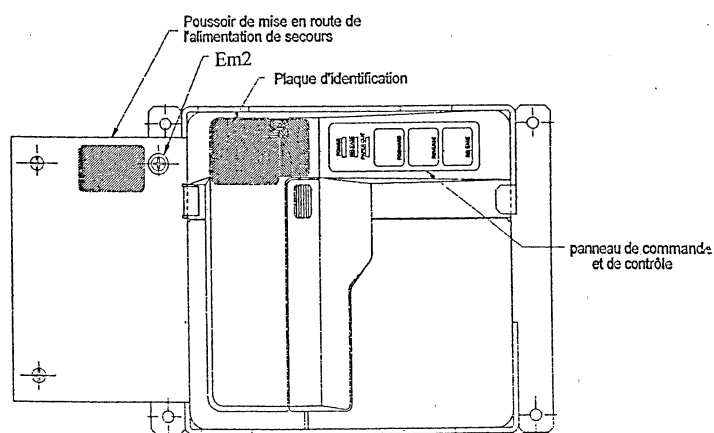 Poussoir de mise en route de
l'alimentation de secours
Em2
Plaque d'identification
panneau de commande
et de contrôle